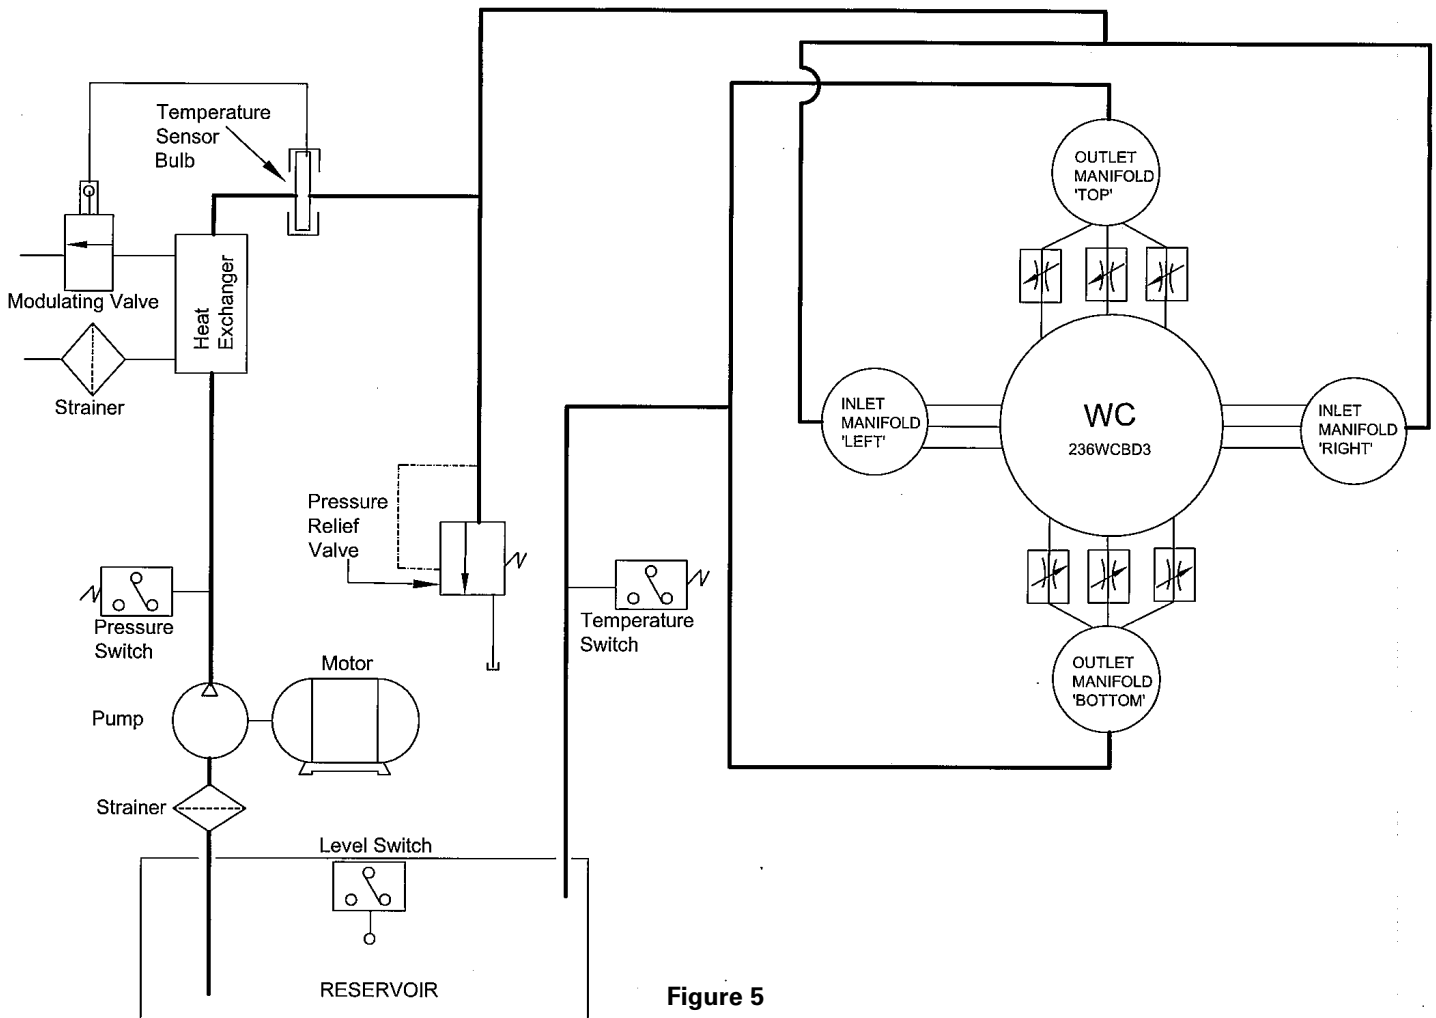 Temperature
Sensor
Bulb
OUTLET
MANIFOLD
'TOP'
Modulating Valve
Heat
Exchanger
Strainer
INLET
MANIFOLD
'LEFT'
WC
236WCBD3
INLET
MANIFOLD
'RIGHT'
Pressure
Relief
Valve
Pressure
Switch
Temperature
Switch
Motor
Pump
OUTLET
MANIFOLD
'BOTTOM'
Strainer
Level Switch
RESERVOIR
Figure 5